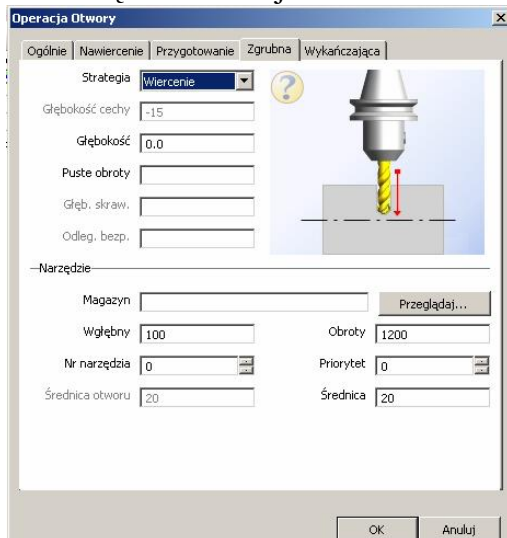 Operacja Otwory
Ogólnie Nawiercenie Przygotowanie Zgrubna Wykańczająca
Strategia Wiercenie
Głębokość cechy -15
Głębokość 0.0
Puste obroty
Głęb. skraw.
Odleg. bezp.
Narzędzie
Magazyn Przeglądaj...
Wgłębny 100 Obroty 1200
Nr narzędzia 0 Priorytet 0
Średnica otworu 20 Średnica 20
OK Anuluj